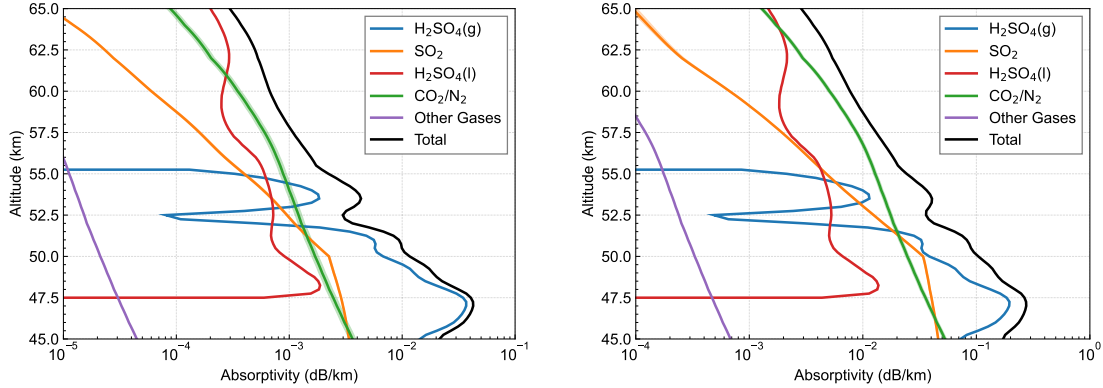 65.0
62.5
60.0
57.5
55.0
52.5
50.0
47.5
45.0
Altitude (km)
10⁻⁵
10⁻⁴
10⁻³
10⁻²
10⁻¹
Absorptivity (dB/km)
H₂SO₄(g)
SO₂
H₂SO₄(l)
CO₂/N₂
Other Gases
Total
65.0
62.5
60.0
57.5
55.0
52.5
50.0
47.5
45.0
Altitude (km)
10⁻⁴
10⁻³
10⁻²
10⁻¹
10⁰
Absorptivity (dB/km)
H₂SO₄(g)
SO₂
H₂SO₄(l)
CO₂/N₂
Other Gases
Total